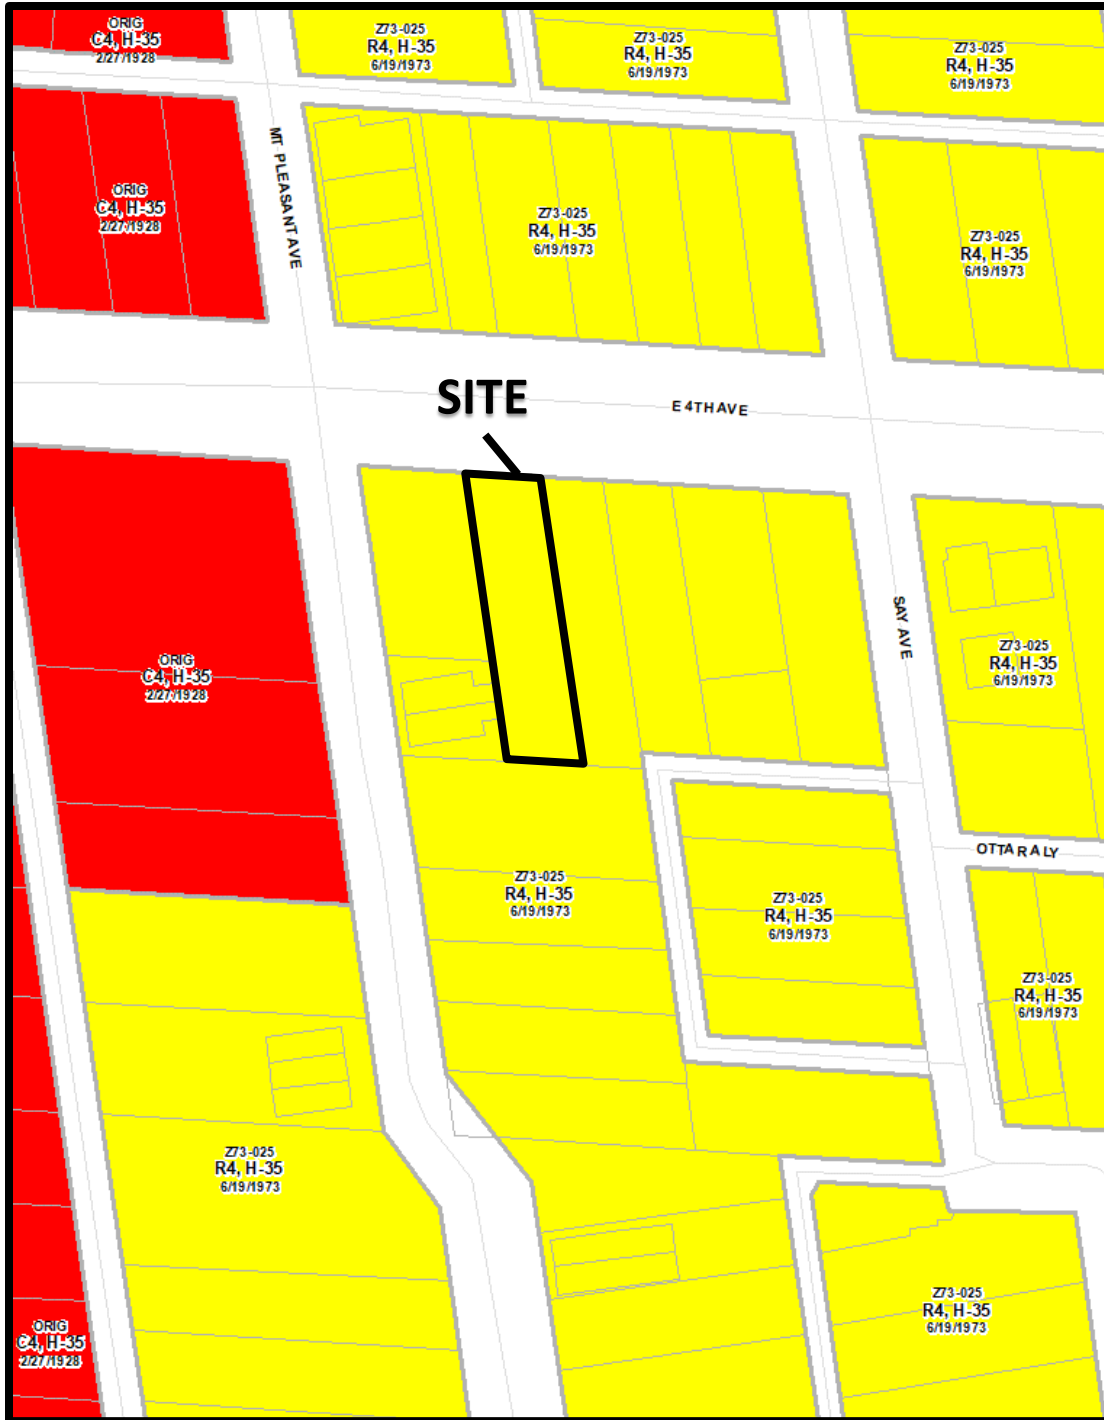 ORIG
C4, H-35
2/27/1928
Z73-025
R4, H-35
6/19/1973
Z73-025
R4, H-35
6/19/1973
Z73-025
R4, H-35
6/19/1973
ORIG
C4, H-35
2/27/1928
MT PLEASANT AVE
Z73-025
R4, H-35
6/19/1973
Z73-025
R4, H-35
6/19/1973
SITE
E 4TH AVE
ORIG
C4, H-35
2/27/1928
SAY AVE
Z73-025
R4, H-35
6/19/1973
OTTARALY
Z73-025
R4, H-35
6/19/1973
Z73-025
R4, H-35
6/19/1973
Z73-025
R4, H-35
6/19/1973
Z73-025
R4, H-35
6/19/1973
ORIG
C4, H-35
2/27/1928
Z73-025
R4, H-35
6/19/1973